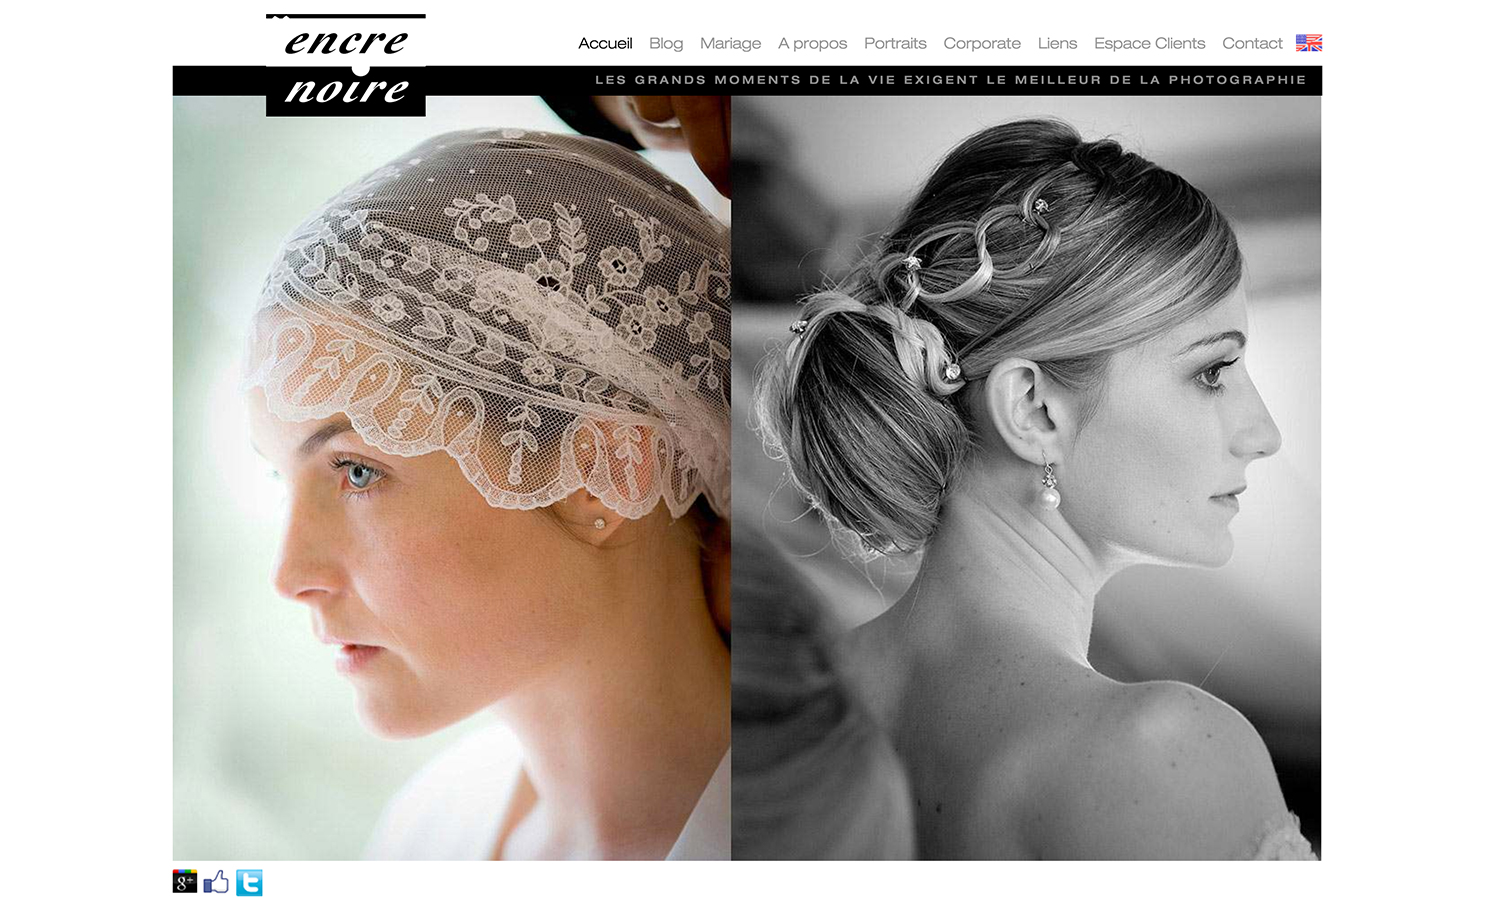 encre
noire
Accueil Blog Mariage A propos Portraits Corporate Liens Espace Clients Contact
LES GRANDS MOMENTS DE LA VIE EXIGENT LE MEILLEUR DE LA PHOTOGRAPHIE
g+ t